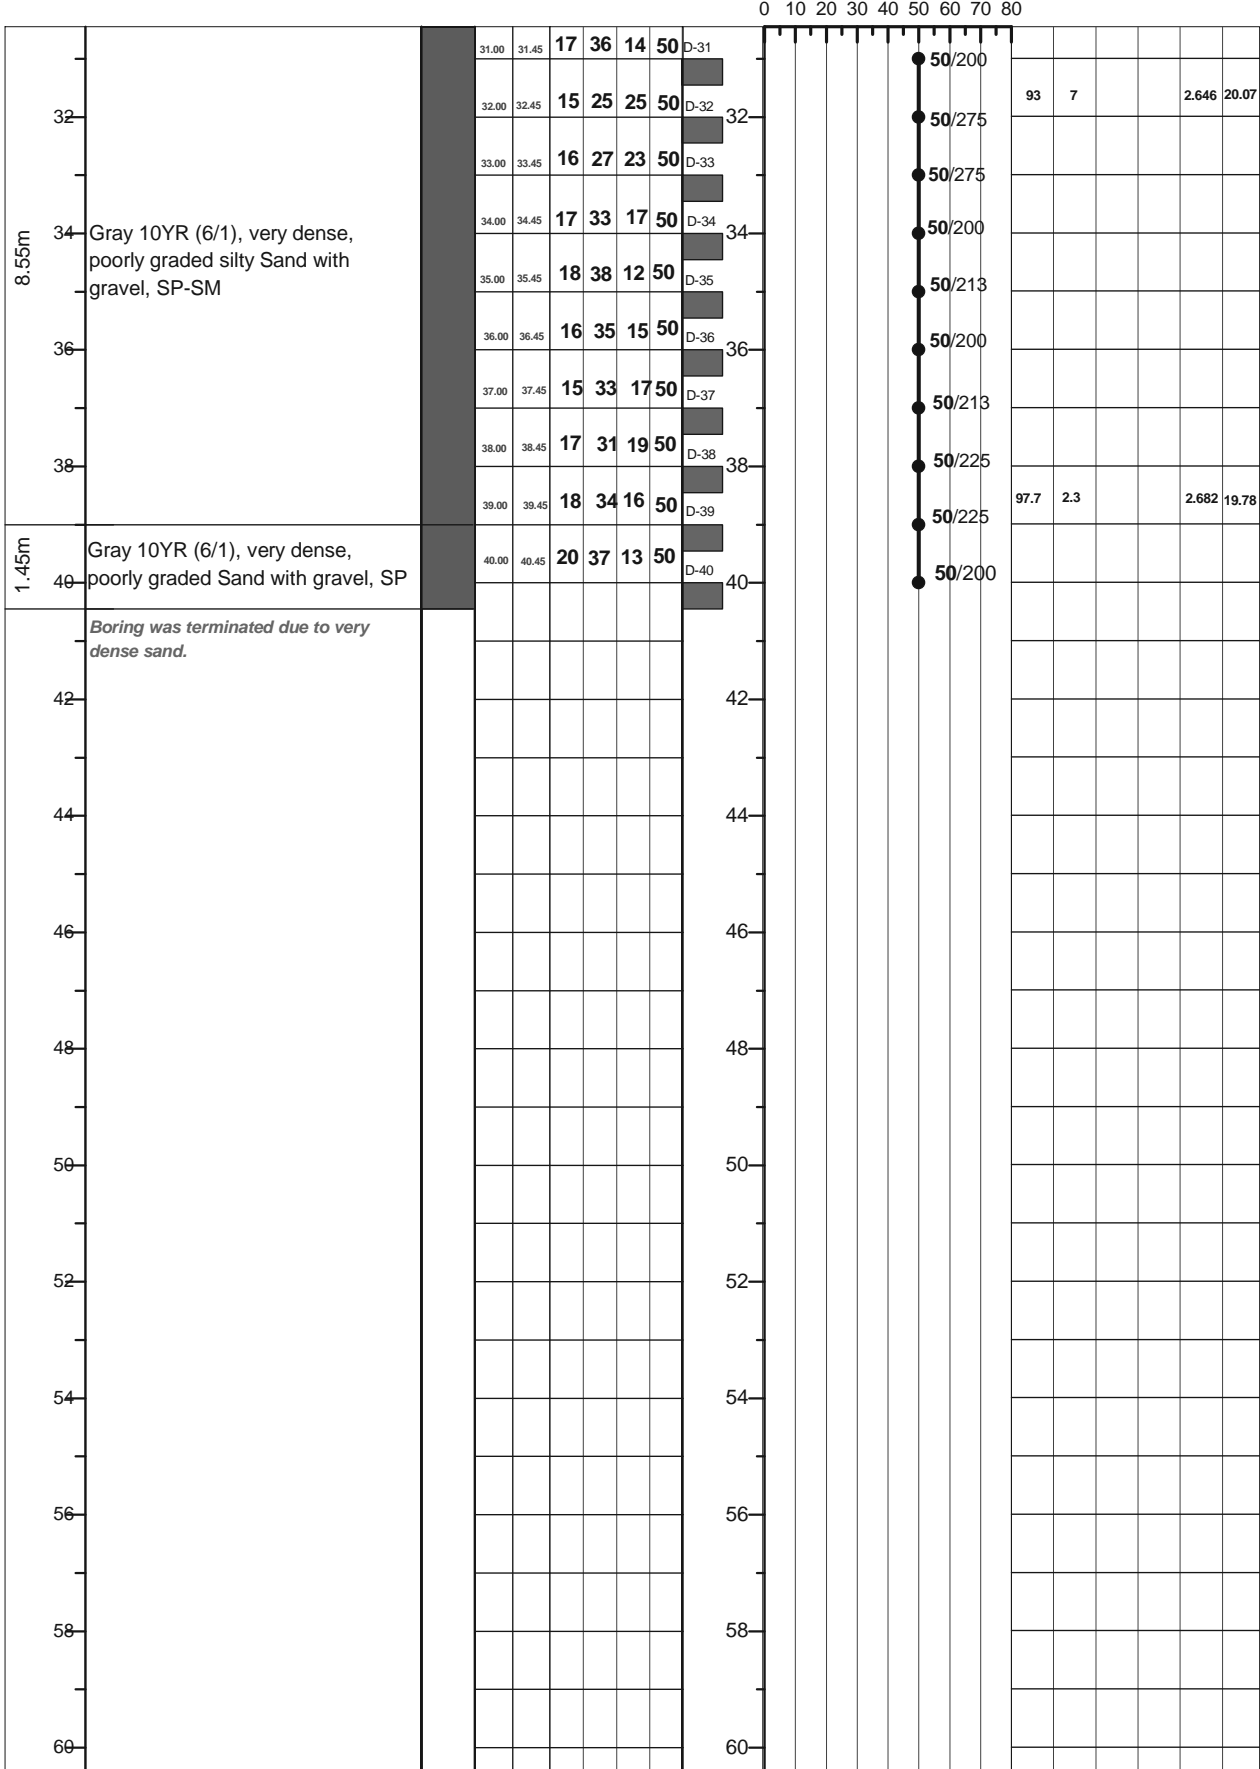 0 10 20 30 40 50 60 70 80
31.00 31.45 17 36 14 50 D-31
50/200
93 7 2.646 20.07
32.00 32.45 15 25 25 50 D-32
32 32
50/275
33.00 33.45 16 27 23 50 D-33
50/275
34.00 34.45 17 33 17 50 D-34
50/200
34 34
8.55m
Gray 10YR (6/1), very dense,
poorly graded silty Sand with
gravel, SP-SM
35.00 35.45 18 38 12 50 D-35
50/213
36.00 36.45 16 35 15 50 D-36
50/200
36 36
37.00 37.45 15 33 17 50 D-37
50/213
38.00 38.45 17 31 19 50 D-38
50/225
38 38
39.00 39.45 18 34 16 50 D-39
97.7 2.3 2.682 19.78
50/225
1.45m
Gray 10YR (6/1), very dense,
poorly graded Sand with gravel, SP
40.00 40.45 20 37 13 50 D-40
50/200
40 40
Boring was terminated due to very
dense sand.
42 42
44 44
46 46
48 48
50 50
52 52
54 54
56 56
58 58
60 60